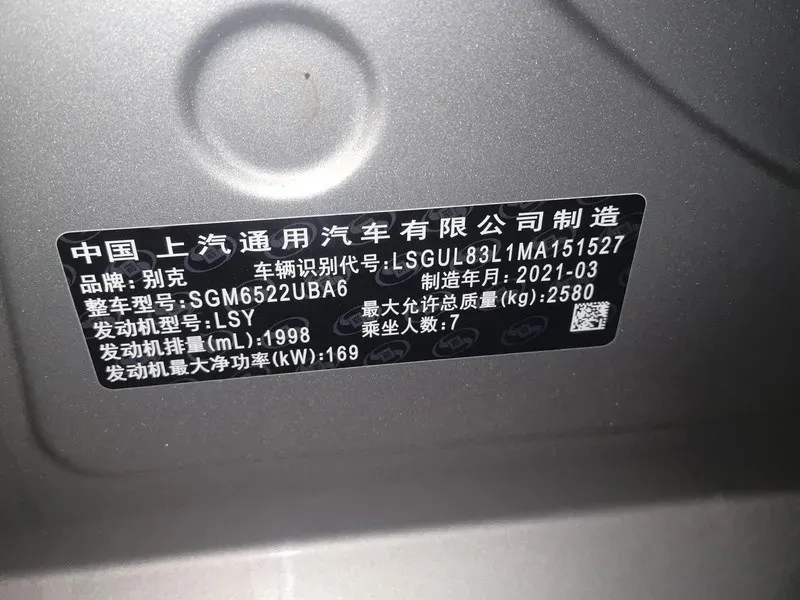 中国 上汽通用汽车有限公司制造
品牌:别克 车辆识别代号:LSGUL83L1MA151527
整车型号:SGM6522UBA6 制造年月:2021-03
发动机型号:LSY 最大允许总质量(kg):2580
发动机排量(mL):1998 乘坐人数:7
发动机最大净功率(kW):169